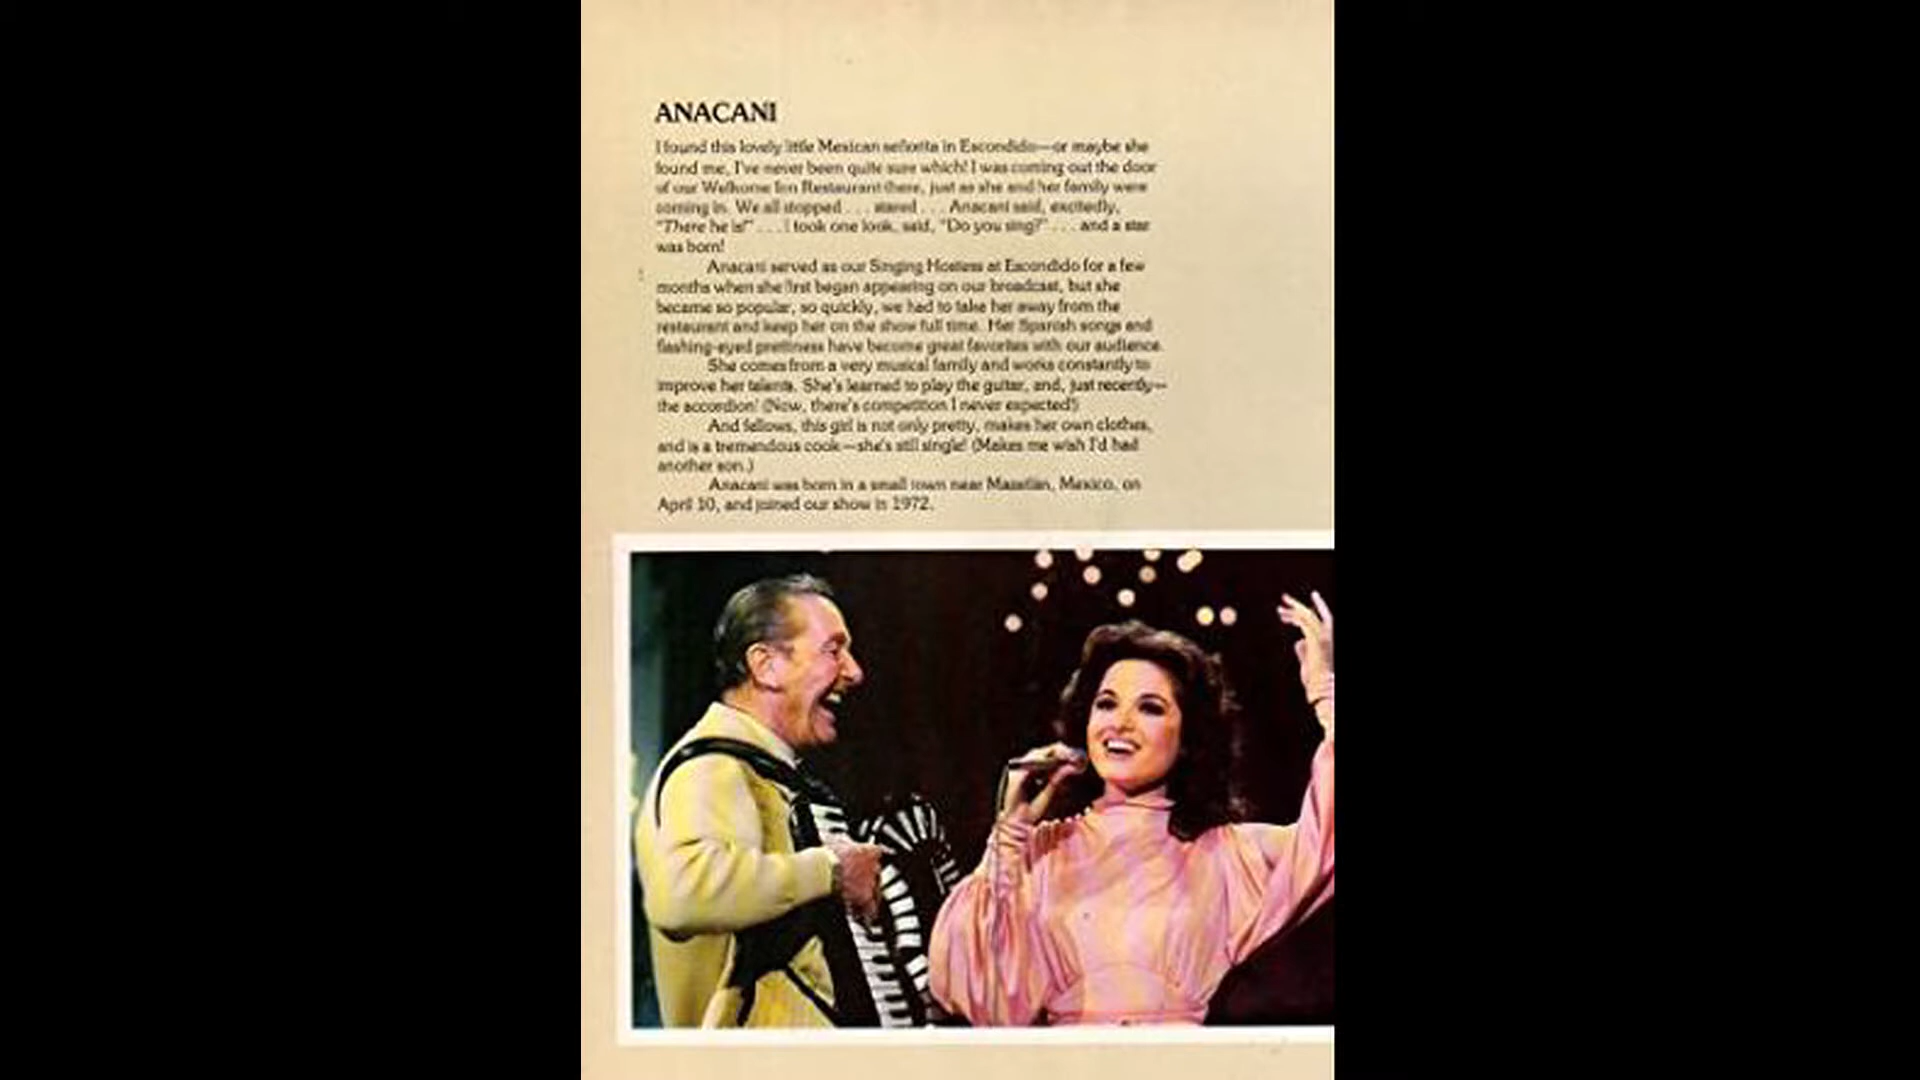 ANACANI
I found this lovely little Mexican señorita in Escondido—or maybe she
found me, I've never been quite sure which! I was coming out the door
of our Welkome Inn Restaurant there, just as she and her family were
coming in. We all stopped . . . stared . . . Anacani said, excitedly,
"There he is!" . . . I took one look, said, "Do you sing?" . . . and a star
was born!
Anacani served as our Singing Hostess at Escondido for a few
months when she first began appearing on our broadcast, but she
became so popular, so quickly, we had to take her away from the
restaurant and keep her on the show full time. Her Spanish songs and
flashing-eyed prettiness have become great favorites with our audience.
She comes from a very musical family and works constantly to
improve her talents. She's learned to play the guitar, and, just recently—
the accordion! (Now, there's competition I never expected!)
And fellows, this girl is not only pretty, makes her own clothes,
and is a tremendous cook—she's still single! (Makes me wish I'd had
another son.)
Anacani was born in a small town near Mazatlan, Mexico, on
April 10, and joined our show in 1972.